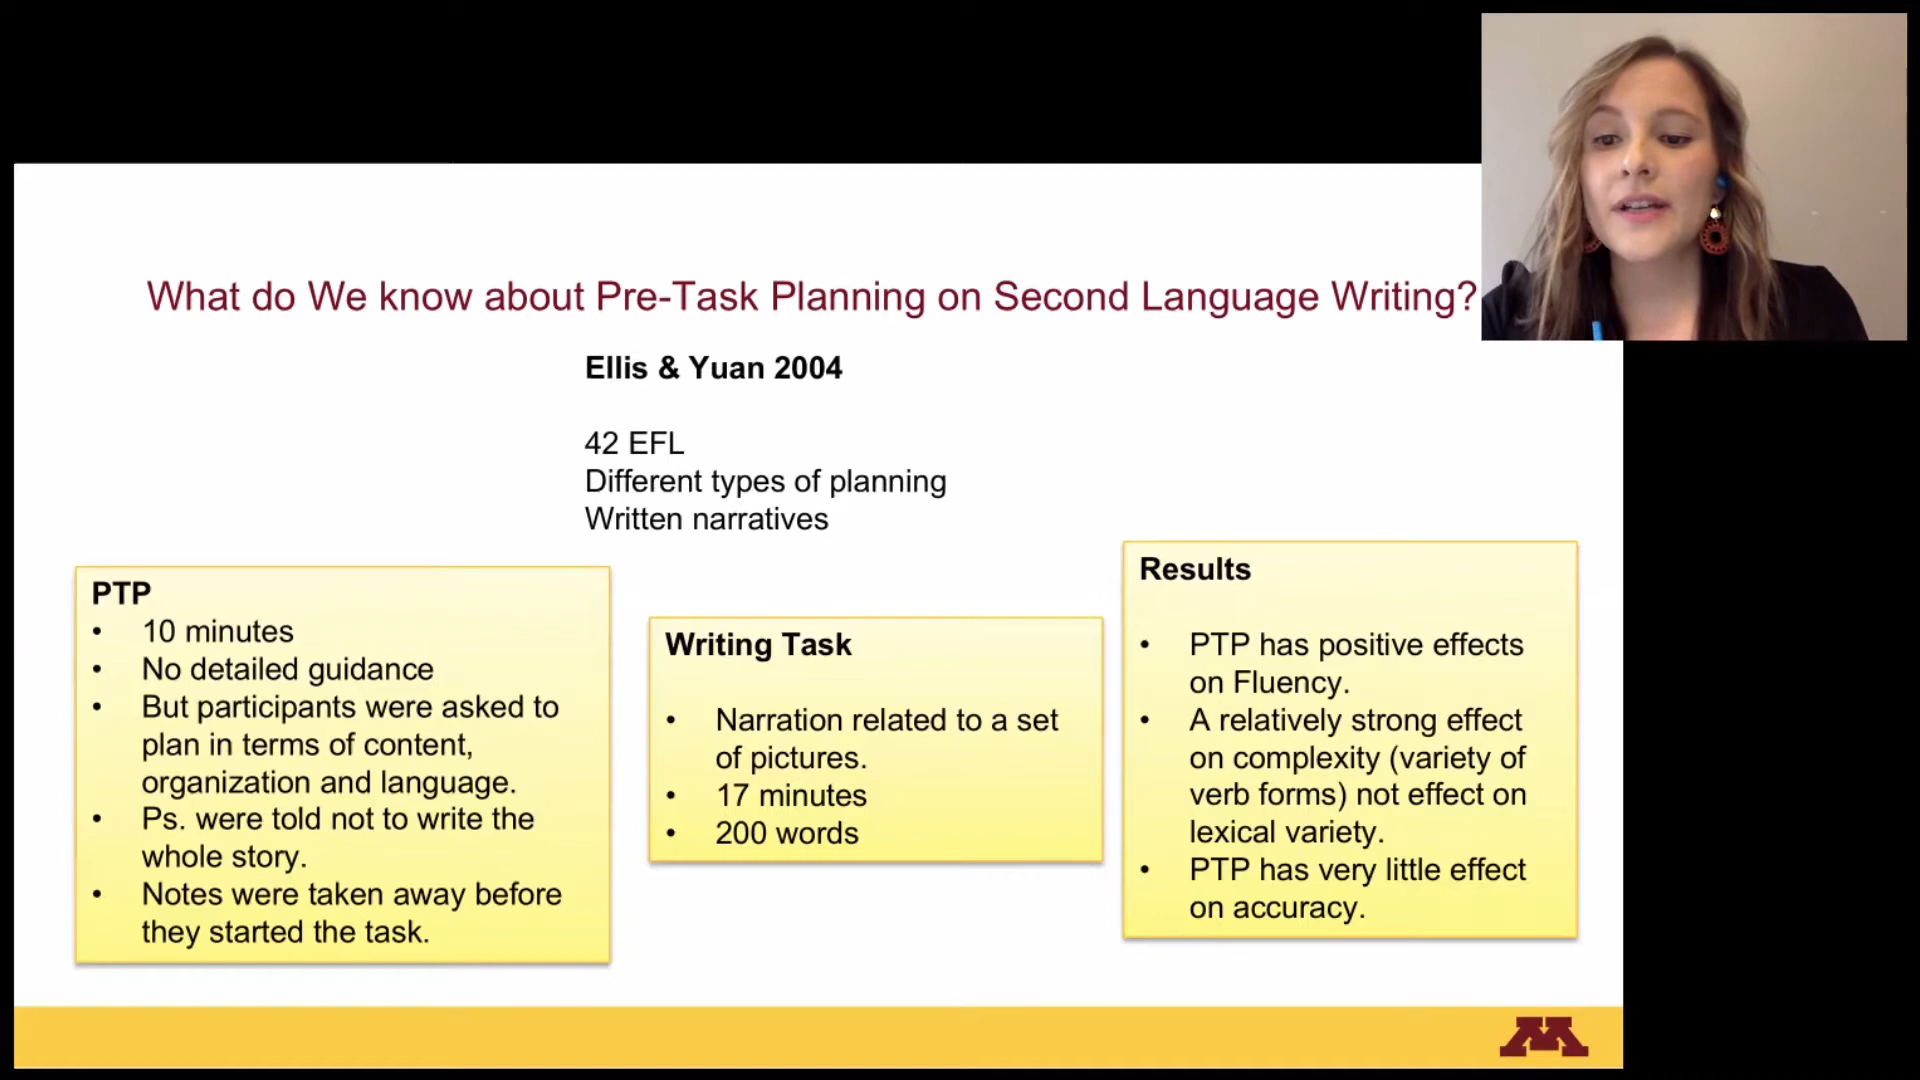 What do We know about Pre-Task Planning on Second Language Writing?
Ellis & Yuan 2004
42 EFL
Different types of planning
Written narratives
PTP
• 10 minutes
• No detailed guidance
• But participants were asked to
plan in terms of content,
organization and language.
• Ps. were told not to write the
whole story.
• Notes were taken away before
they started the task.
Writing Task
• Narration related to a set
of pictures.
• 17 minutes
• 200 words
Results
• PTP has positive effects
on Fluency.
• A relatively strong effect
on complexity (variety of
verb forms) not effect on
lexical variety.
• PTP has very little effect
on accuracy.
M